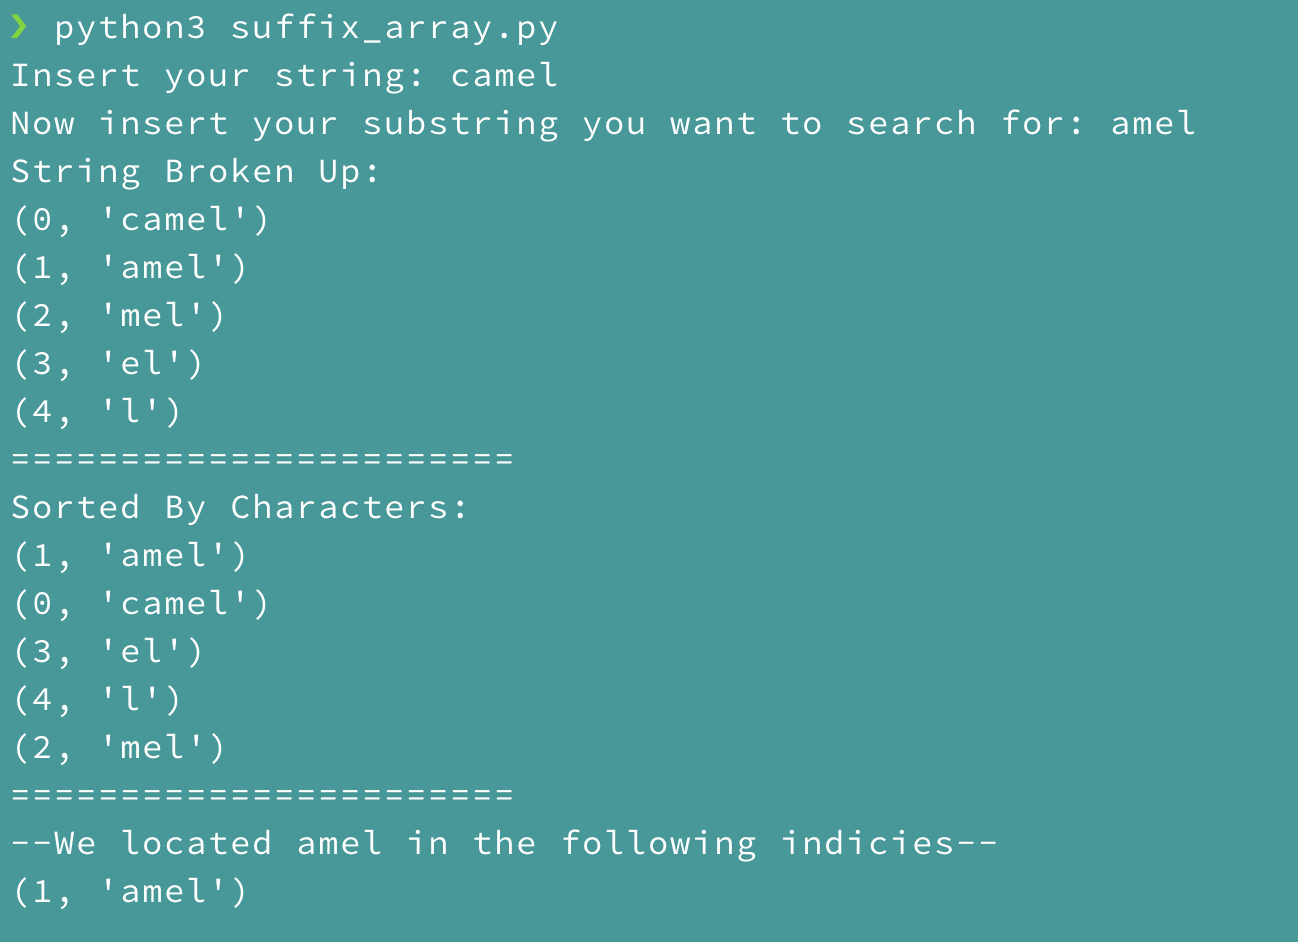 ❯ python3 suffix_array.py
Insert your string: camel
Now insert your substring you want to search for: amel
String Broken Up:
(0, 'camel')
(1, 'amel')
(2, 'mel')
(3, 'el')
(4, 'l')
=======================
Sorted By Characters:
(1, 'amel')
(0, 'camel')
(3, 'el')
(4, 'l')
(2, 'mel')
=======================
--We located amel in the following indicies--
(1, 'amel')